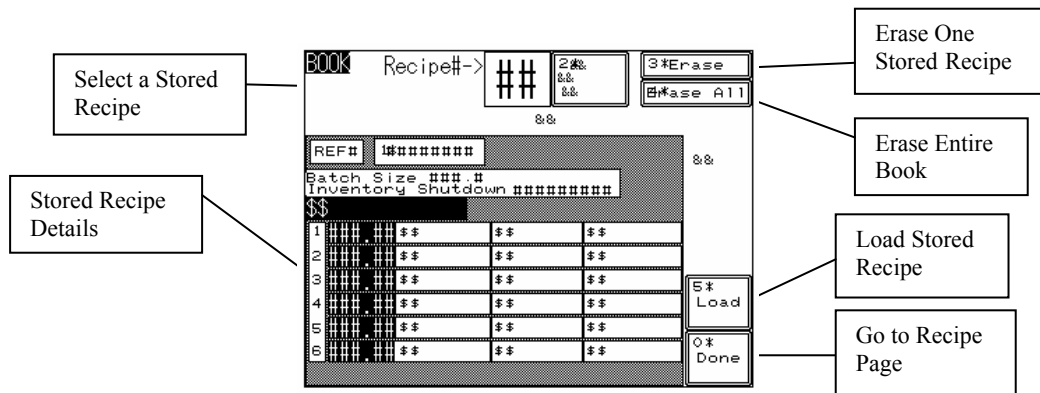 Select a Stored
Recipe
Stored Recipe
Details
BOOK Recipe#-> ## 2*&&
&&
&&
3*Erase
Erase All
&&
REF# 1#########
&&
Batch Size ###.#
Inventory Shutdown #########
$$
1 ###.## $$ $$ $$
2 ###.## $$ $$ $$
3 ###.## $$ $$ $$
4 ###.## $$ $$ $$
5 ###.## $$ $$ $$
6 ###.## $$ $$ $$
5*
Load
0*
Done
Erase One
Stored Recipe
Erase Entire
Book
Load Stored
Recipe
Go to Recipe
Page